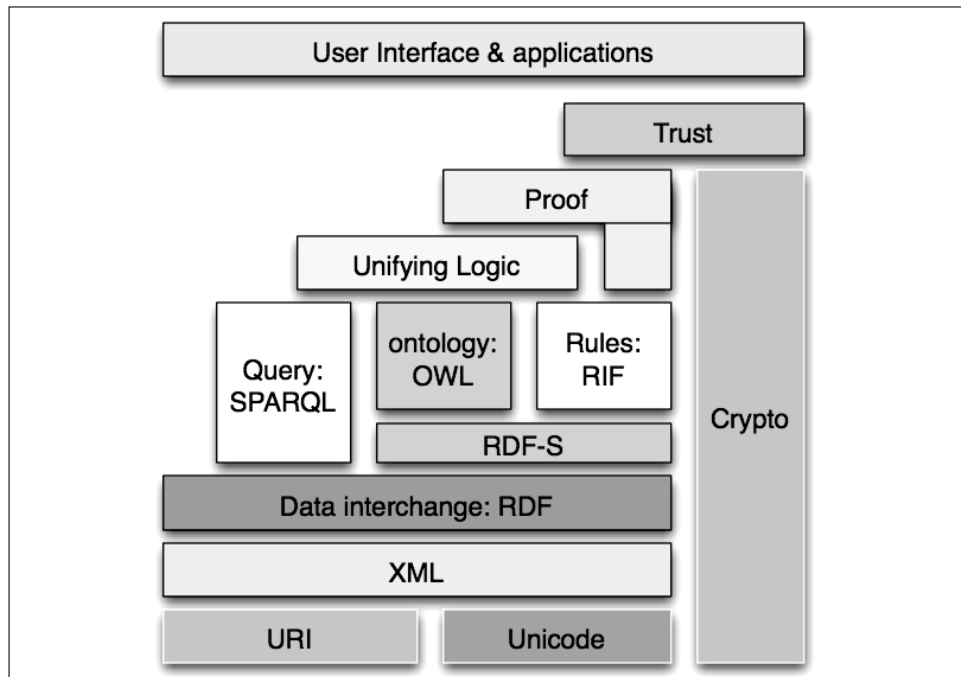 User Interface & applications
Trust
Proof
Unifying Logic
Query:
SPARQL
ontology:
OWL
Rules:
RIF
Crypto
RDF-S
Data interchange: RDF
XML
URI
Unicode